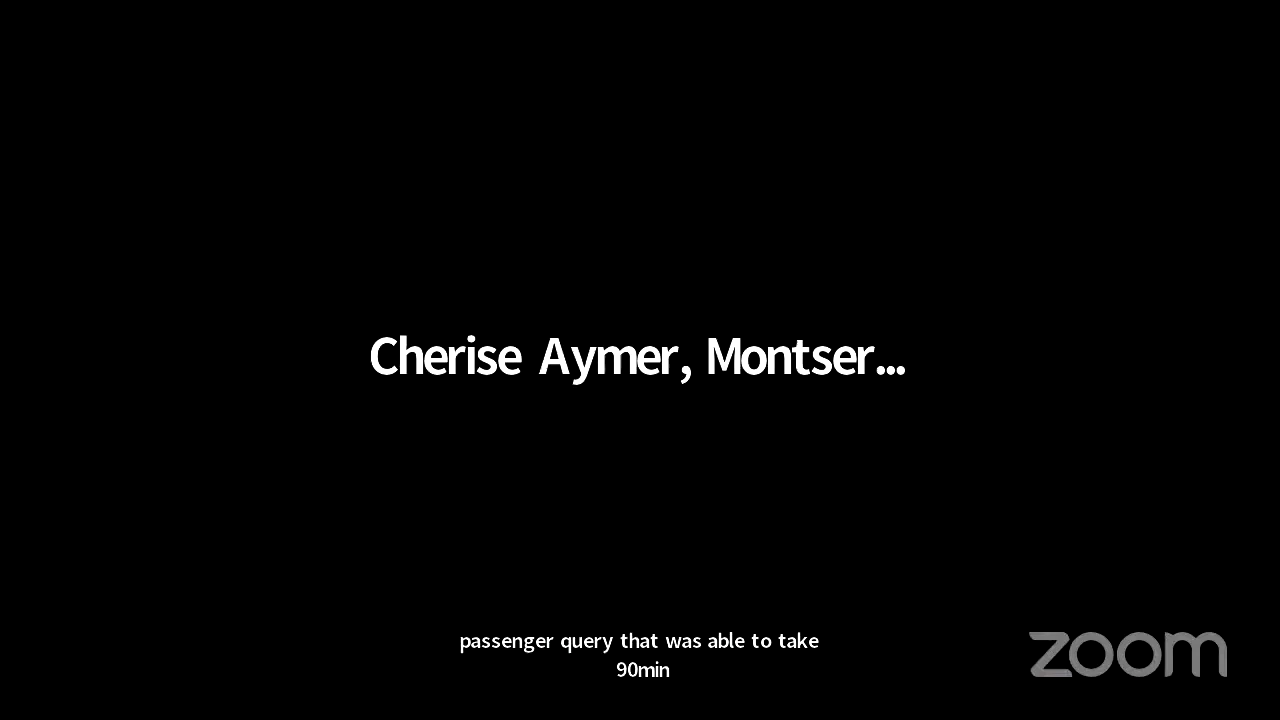 Cherise Aymer, Montser...
passenger query that was able to take
90min
zoom